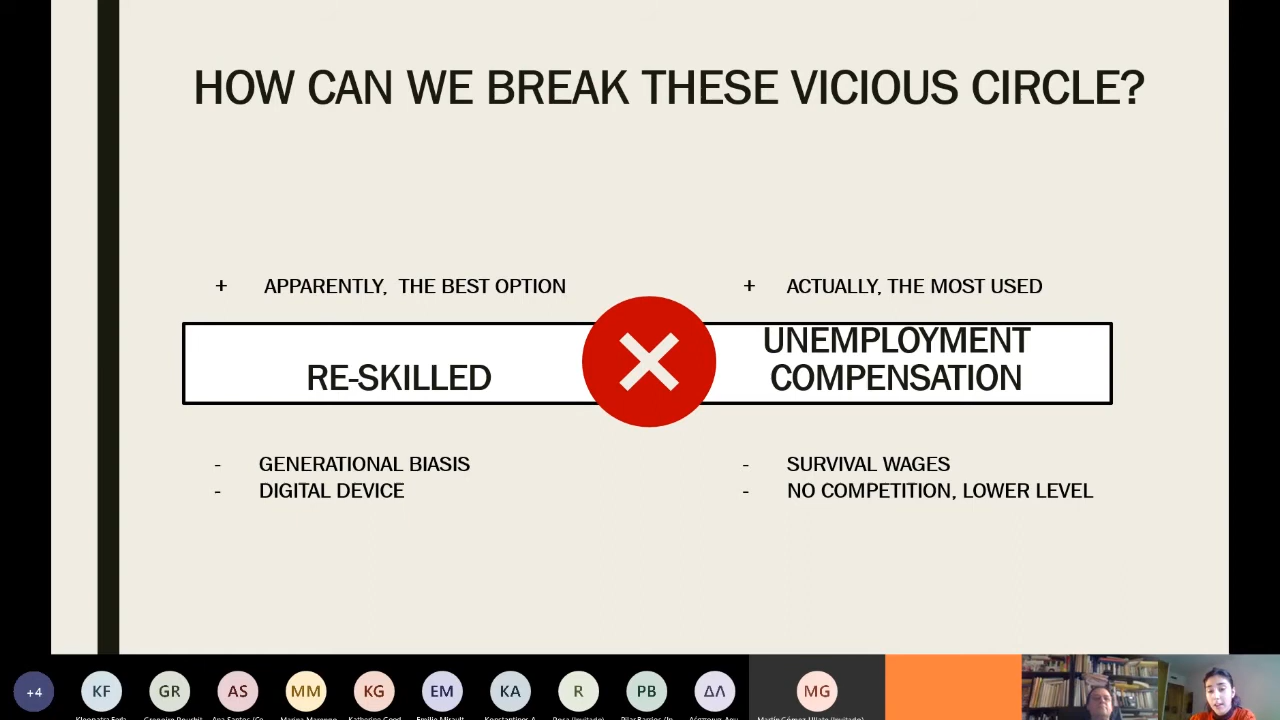 HOW CAN WE BREAK THESE VICIOUS CIRCLE?
+ APPARENTLY, THE BEST OPTION
+ ACTUALLY, THE MOST USED
RE-SKILLED
UNEMPLOYMENT
COMPENSATION
- GENERATIONAL BIASIS
- DIGITAL DEVICE
- SURVIVAL WAGES
- NO COMPETITION, LOWER LEVEL
+4
KF
GR
AS
MM
KG
EM
KA
R
PB
ΔΛ
MG